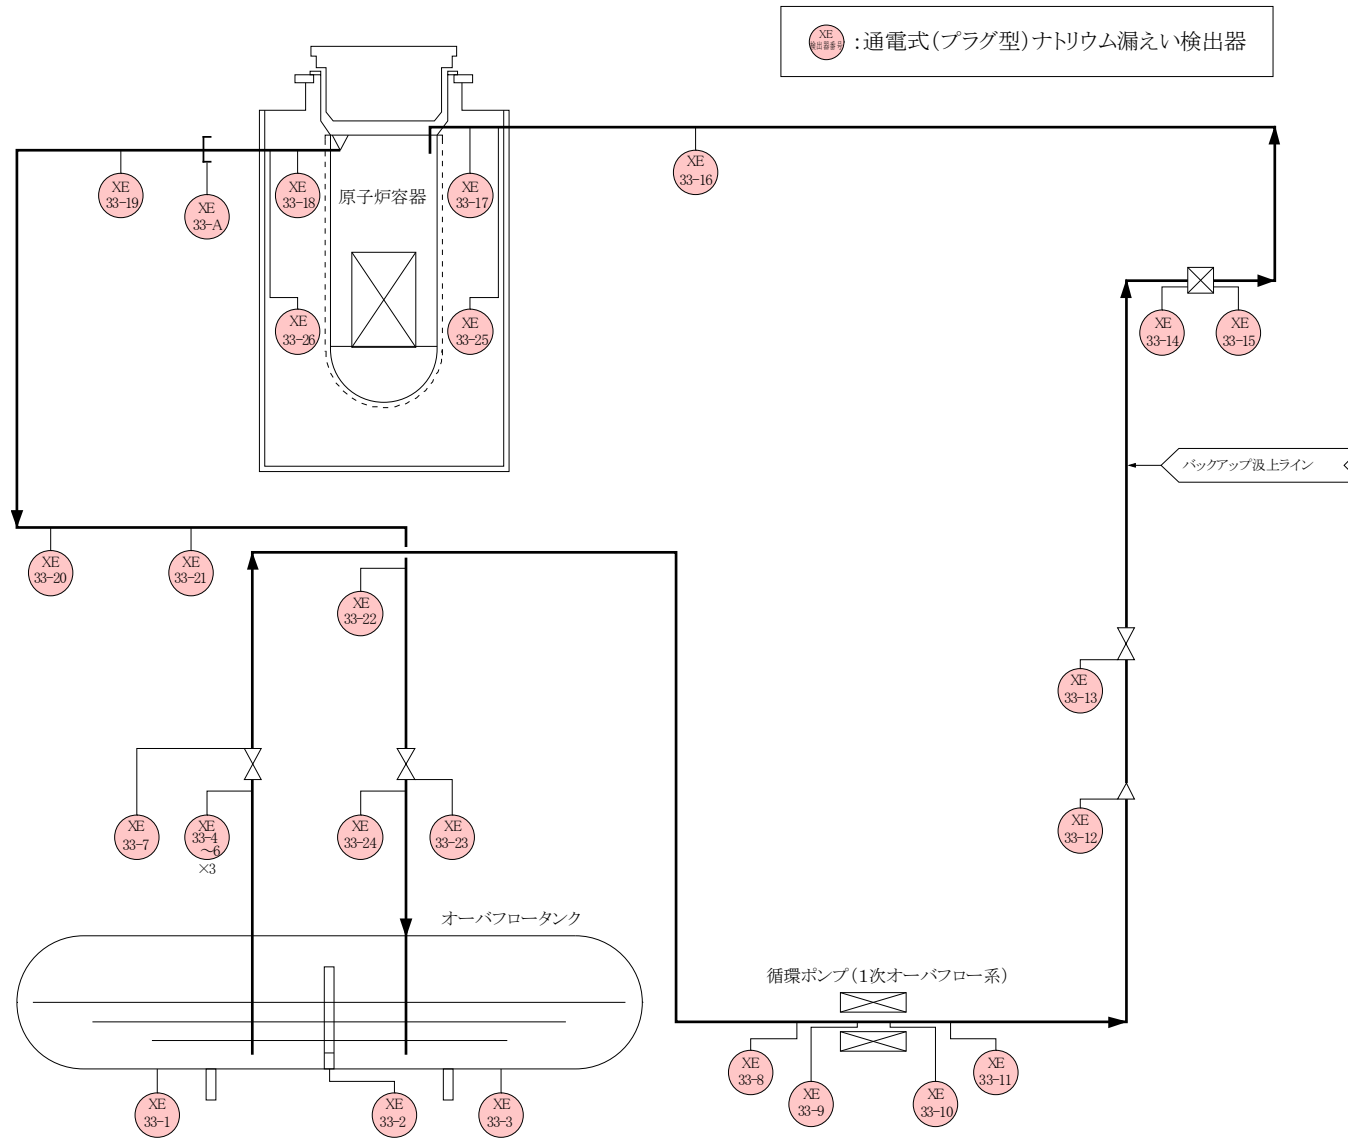 XE
検出器番号
:通電式(プラグ型)ナトリウム漏えい検出器
XE
33-19
XE
33-A
XE
33-18
原子炉容器
XE
33-17
XE
33-16
XE
33-26
XE
33-25
XE
33-14
XE
33-15
バックアップ汲上ライン
XE
33-20
XE
33-21
XE
33-22
XE
33-13
XE
33-7
XE
33-4
~6
×3
XE
33-24
XE
33-23
XE
33-12
オーバフロータンク
循環ポンプ(1次オーバフロー系)
XE
33-8
XE
33-9
XE
33-10
XE
33-11
XE
33-1
XE
33-2
XE
33-3